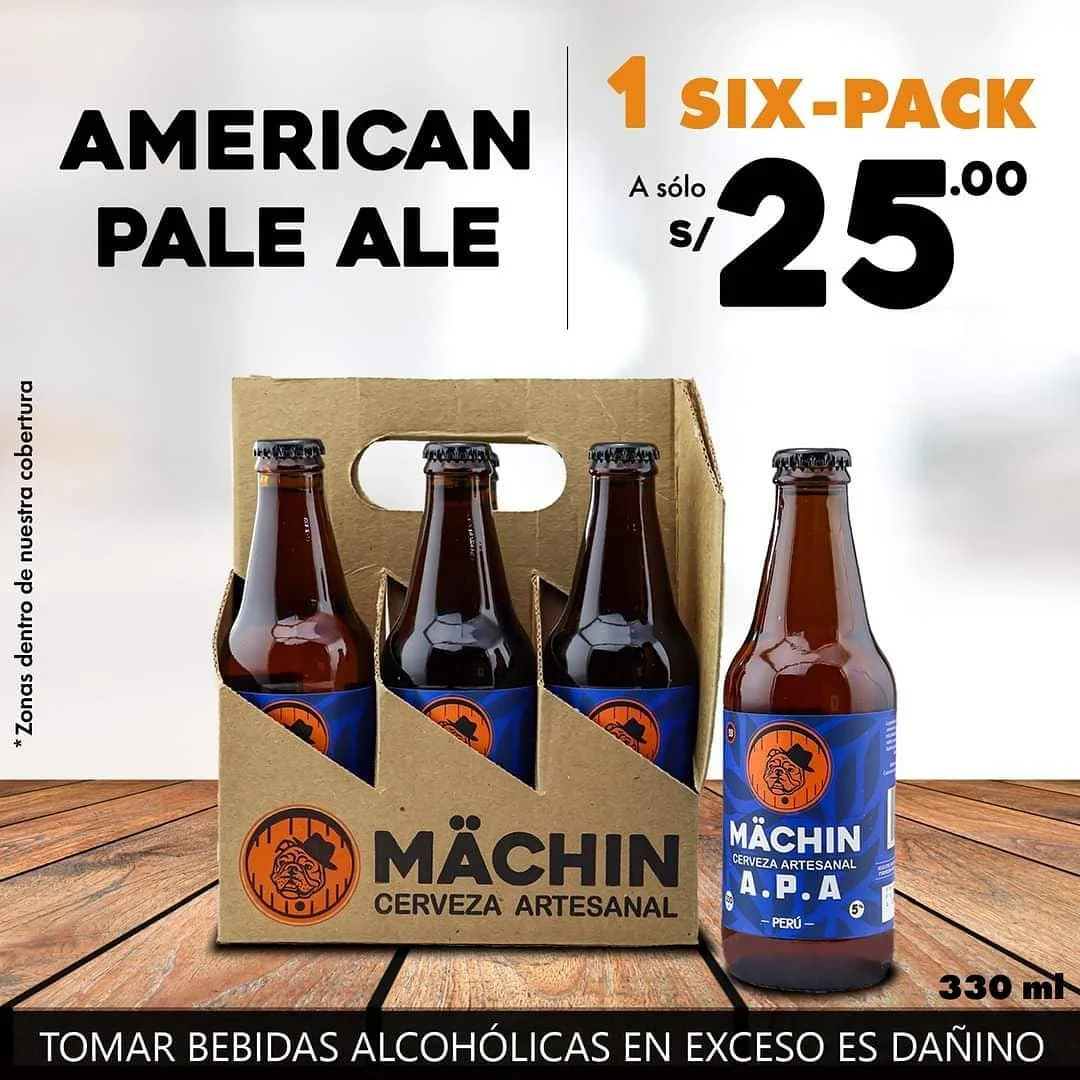 AMERICAN
PALE ALE
1 SIX-PACK
A sólo
S/ 25.00
*Zonas dentro de nuestra cobertura
MÄCHIN
CERVEZA ARTESANAL
MÄCHIN
CERVEZA ARTESANAL
A.P.A
5%
- PERÚ -
330 ml
TOMAR BEBIDAS ALCOHÓLICAS EN EXCESO ES DAÑINO